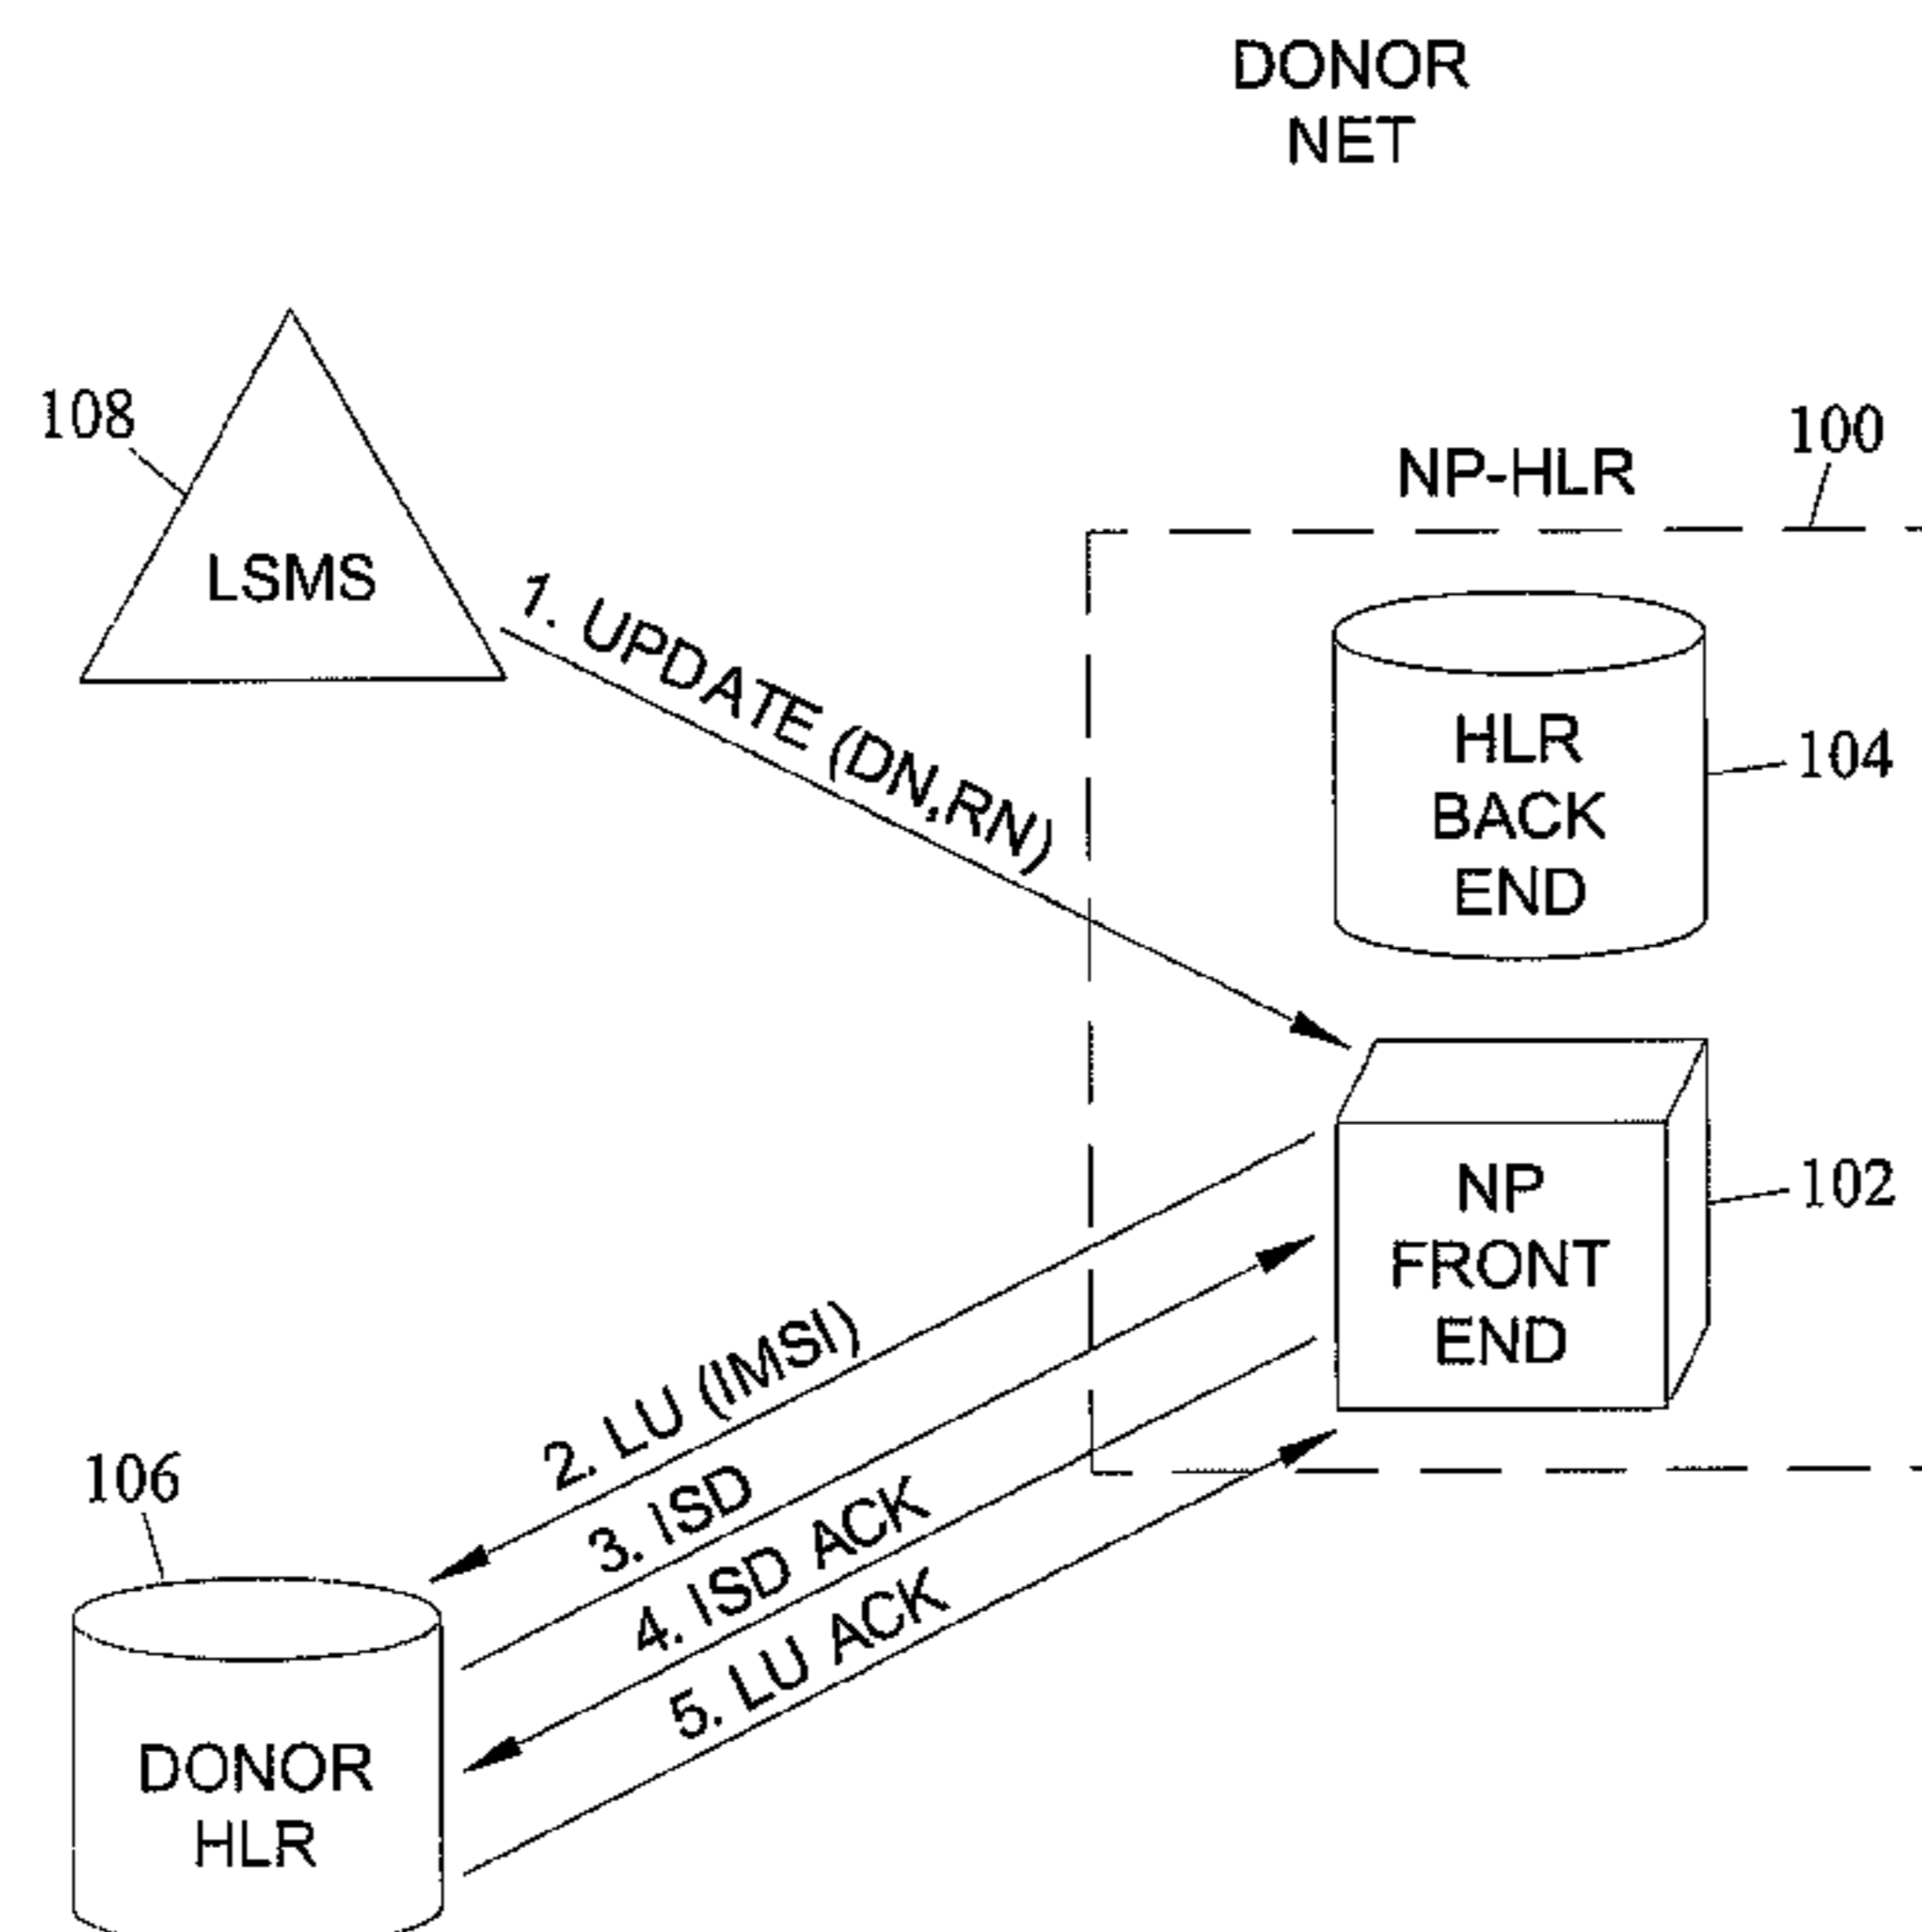 DONOR
NET
108
LSMS
100
NP-HLR
1. UPDATE (DN,RN)
HLR
BACK
END
104
NP
FRONT
END
102
2. LU (IMSI)
3. ISD
4. ISD ACK
5. LU ACK
106
DONOR
HLR